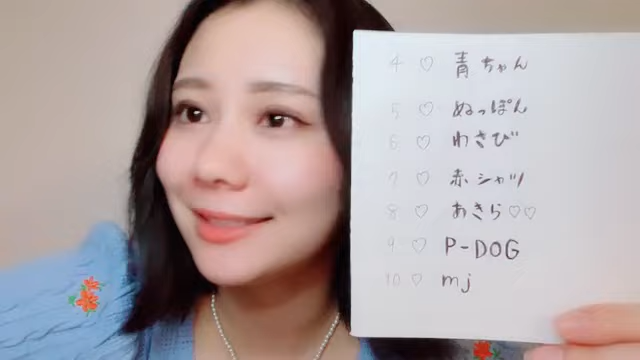 4 ♡ 青ちゃん
5 ♡ ぬっぽん
6 ♡ わさび
7 ♡ 赤シャツ
8 ♡ あきら♡♡
9 ♡ P-DOG
10 ♡ mj